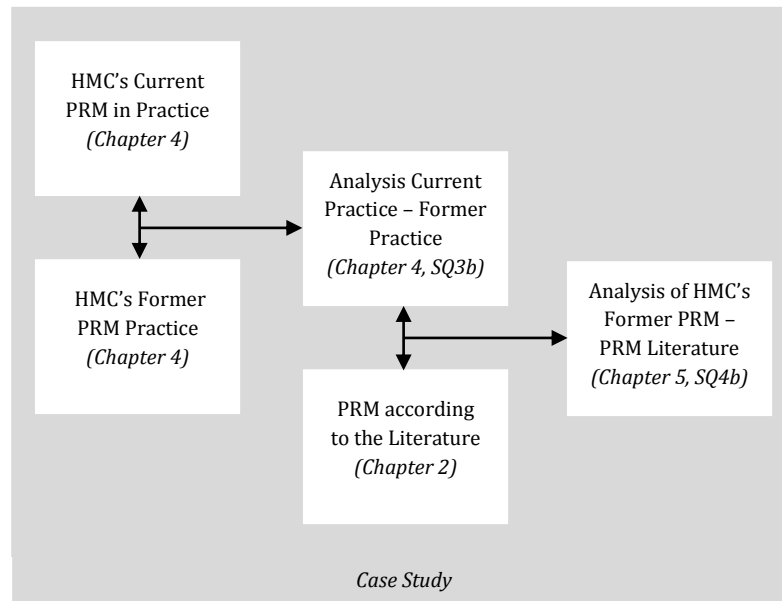 HMC's Current
PRM in Practice
(Chapter 4)
HMC's Former
PRM Practice
(Chapter 4)
Analysis Current
Practice – Former
Practice
(Chapter 4, SQ3b)
PRM according
to the Literature
(Chapter 2)
Analysis of HMC's
Former PRM –
PRM Literature
(Chapter 5, SQ4b)
Case Study